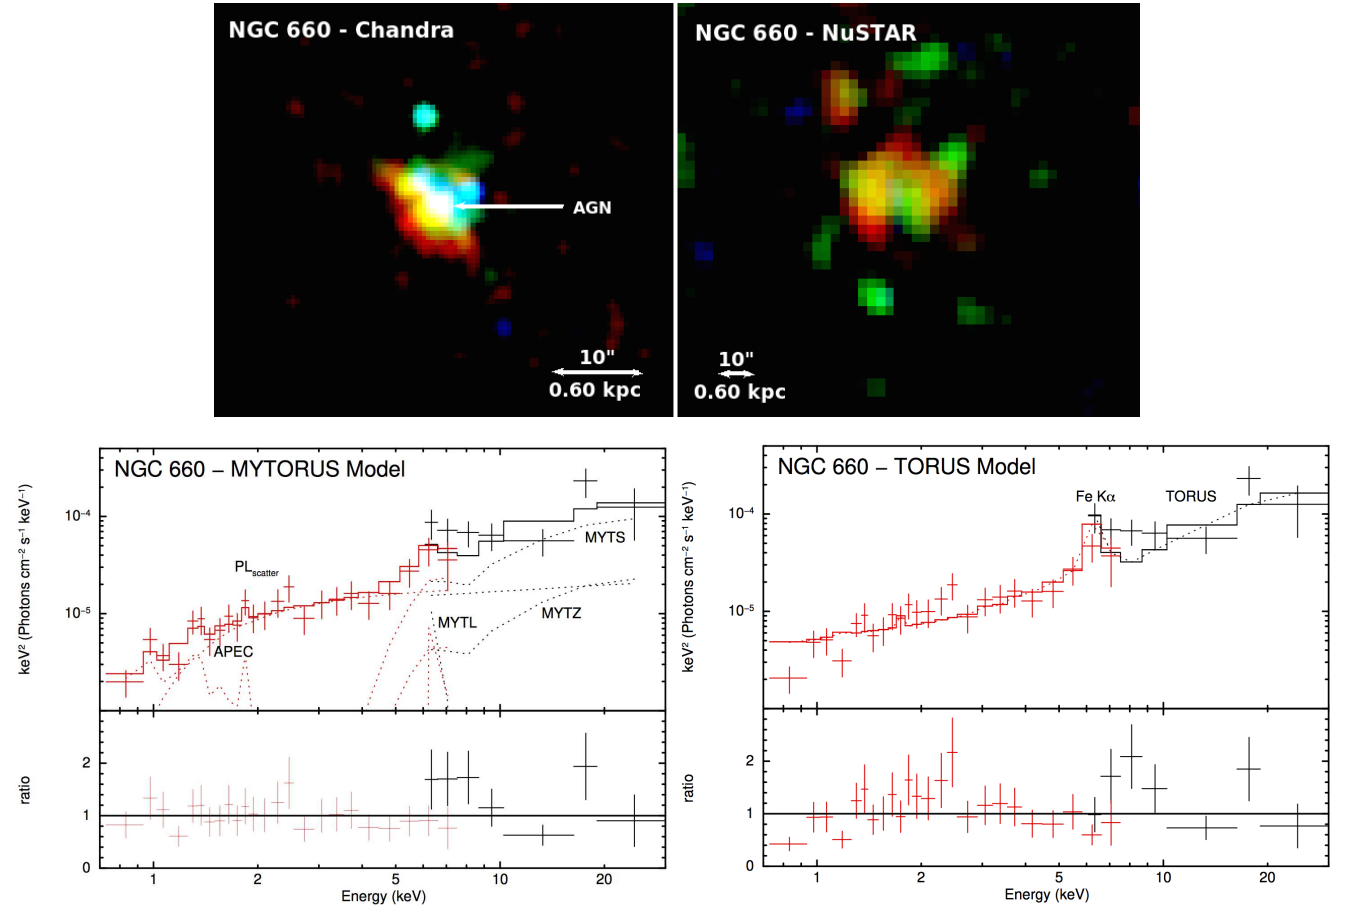 NGC 660 - Chandra
AGN
10"
0.60 kpc
NGC 660 - NuSTAR
10"
0.60 kpc
NGC 660 – MYTORUS Model
keV² (Photons cm⁻² s⁻¹ keV⁻¹)
10⁻⁴
10⁻⁵
PLscatter
APEC
MYTL
MYTZ
MYTS
ratio
2
1
0
1 2 5 10 20
Energy (keV)
NGC 660 – TORUS Model
keV² (Photons cm⁻² s⁻¹ keV⁻¹)
10⁻⁴
10⁻⁵
Fe Kα
TORUS
ratio
2
1
0
1 2 5 10 20
Energy (keV)